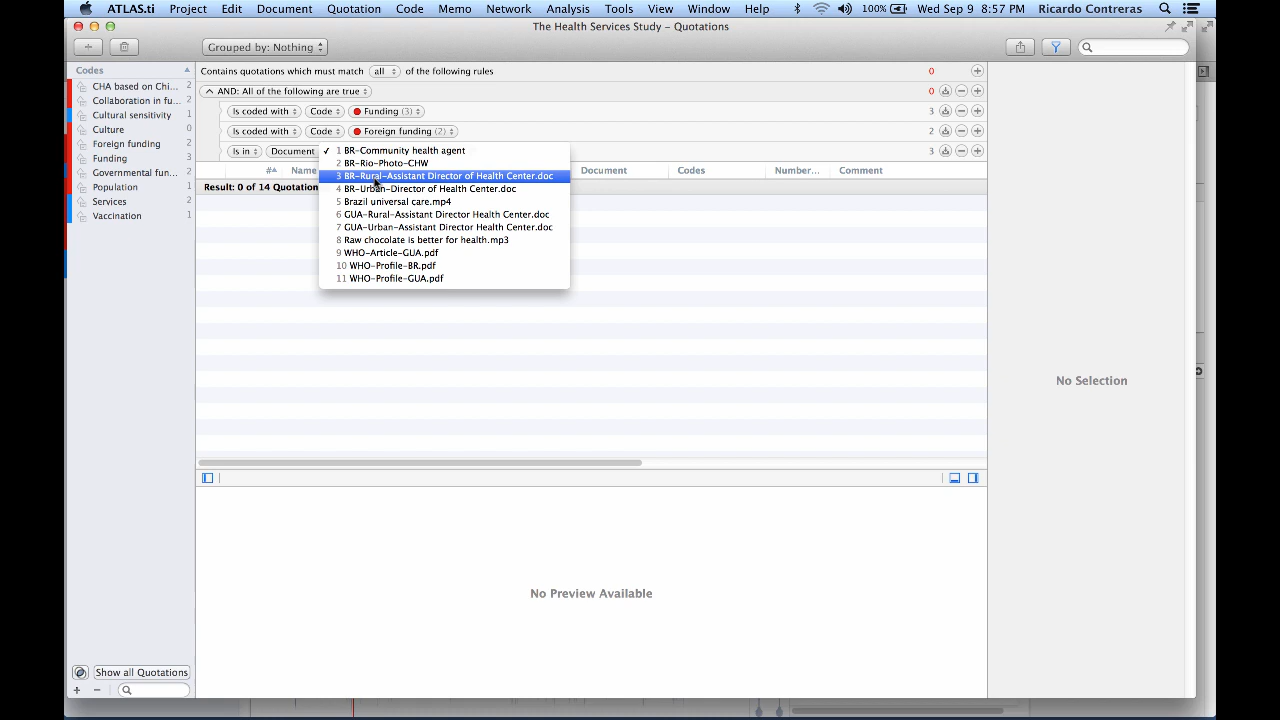 ATLAS.ti Project Edit Document Quotation Code Memo Network Analysis Tools View Window Help 100% Wed Sep 9 8:57 PM Ricardo Contreras
The Health Services Study – Quotations
Grouped by: Nothing
Codes
CHA based on Chi... 2
Collaboration in fu... 2
Cultural sensitivity 1
Culture 0
Foreign funding 2
Funding 3
Governmental fun... 2
Population 1
Services 2
Vaccination 1
Contains quotations which must match all of the following rules 0
AND: All of the following are true 0
Is coded with Code Funding (3) 3
Is coded with Code Foreign funding (2) 2
Is in Document 3
✓ 1 BR-Community health agent
2 BR-Rio-Photo-CHW
3 BR-Rural-Assistant Director of Health Center.doc
4 BR-Urban-Director of Health Center.doc
5 Brazil universal care.mp4
6 GUA-Rural-Assistant Director Health Center.doc
7 GUA-Urban-Assistant Director Health Center.doc
8 Raw chocolate is better for health.mp3
9 WHO-Article-GUA.pdf
10 WHO-Profile-BR.pdf
11 WHO-Profile-GUA.pdf
#^ Name Document Codes Number... Comment
Result: 0 of 14 Quotation
No Selection
No Preview Available
Show all Quotations